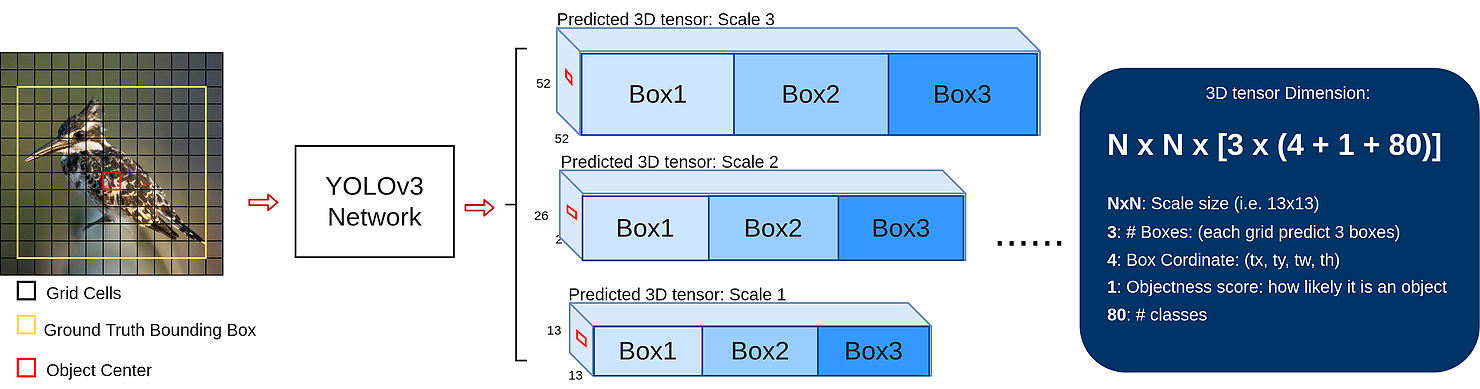 Grid Cells
Ground Truth Bounding Box
Object Center
YOLOv3
Network
Predicted 3D tensor: Scale 3
52
52
Box1
Box2
Box3
Predicted 3D tensor: Scale 2
26
2
Box1
Box2
Box3
Predicted 3D tensor: Scale 1
13
13
Box1
Box2
Box3
......
3D tensor Dimension:
N x N x [3 x (4 + 1 + 80)]
NxN: Scale size (i.e. 13x13)
3: # Boxes: (each grid predict 3 boxes)
4: Box Cordinate: (tx, ty, tw, th)
1: Objectness score: how likely it is an object
80: # classes